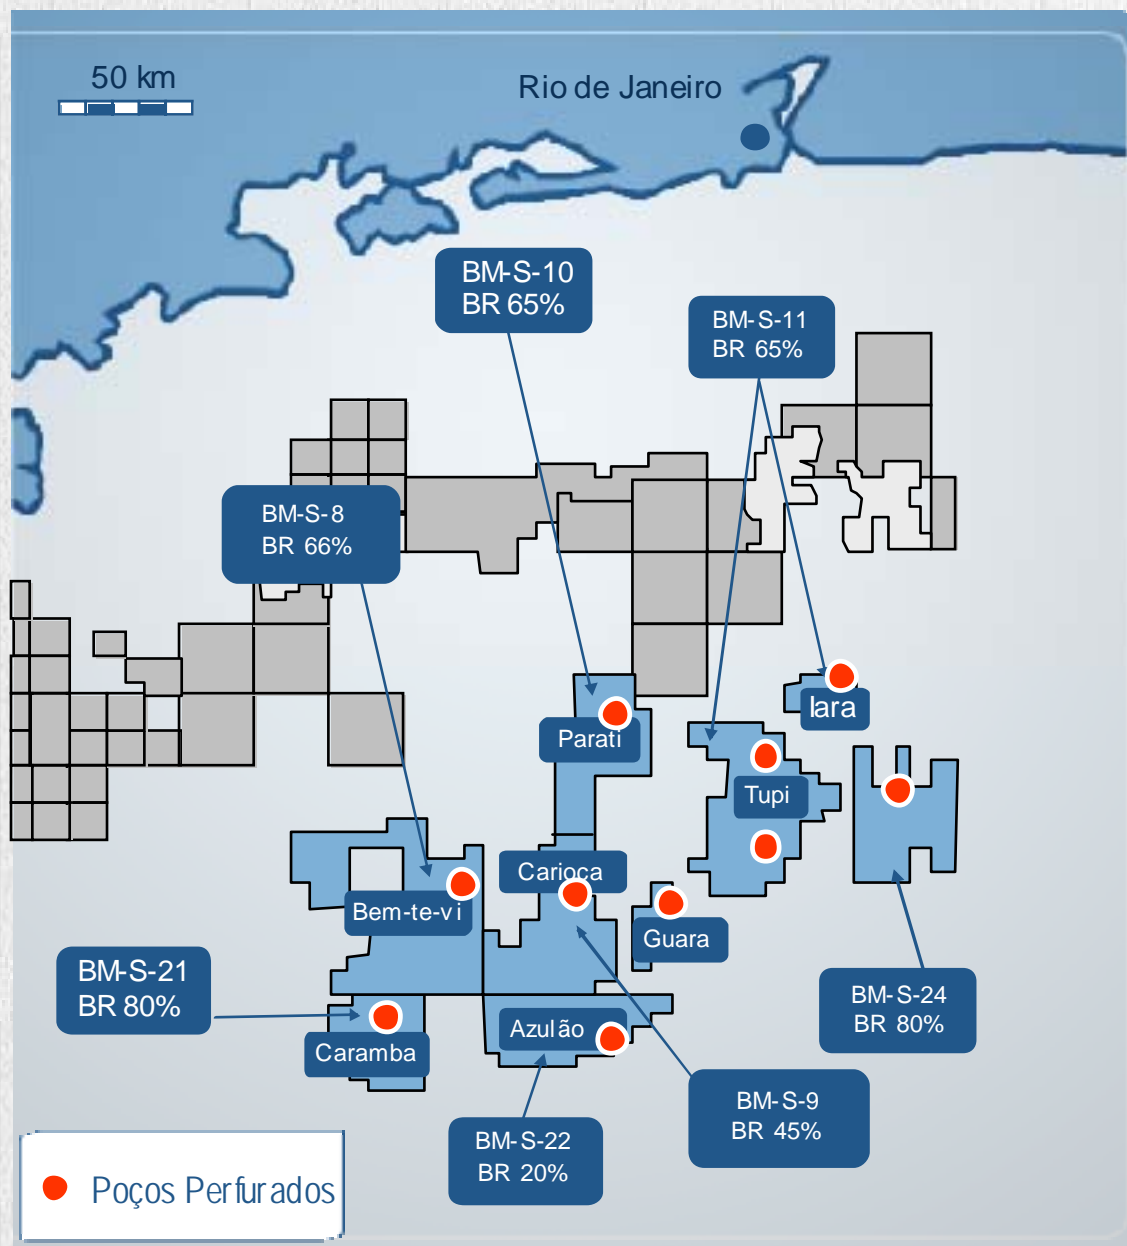 50 km
Rio de Janeiro
BM-S-10
BR 65%
BM-S-11
BR 65%
BM-S-8
BR 66%
Iara
Parati
Tupi
Carioca
Bem-te-vi
Guara
BM-S-21
BR 80%
BM-S-24
BR 80%
Azulão
Caramba
BM-S-9
BR 45%
BM-S-22
BR 20%
Poços Perfurados